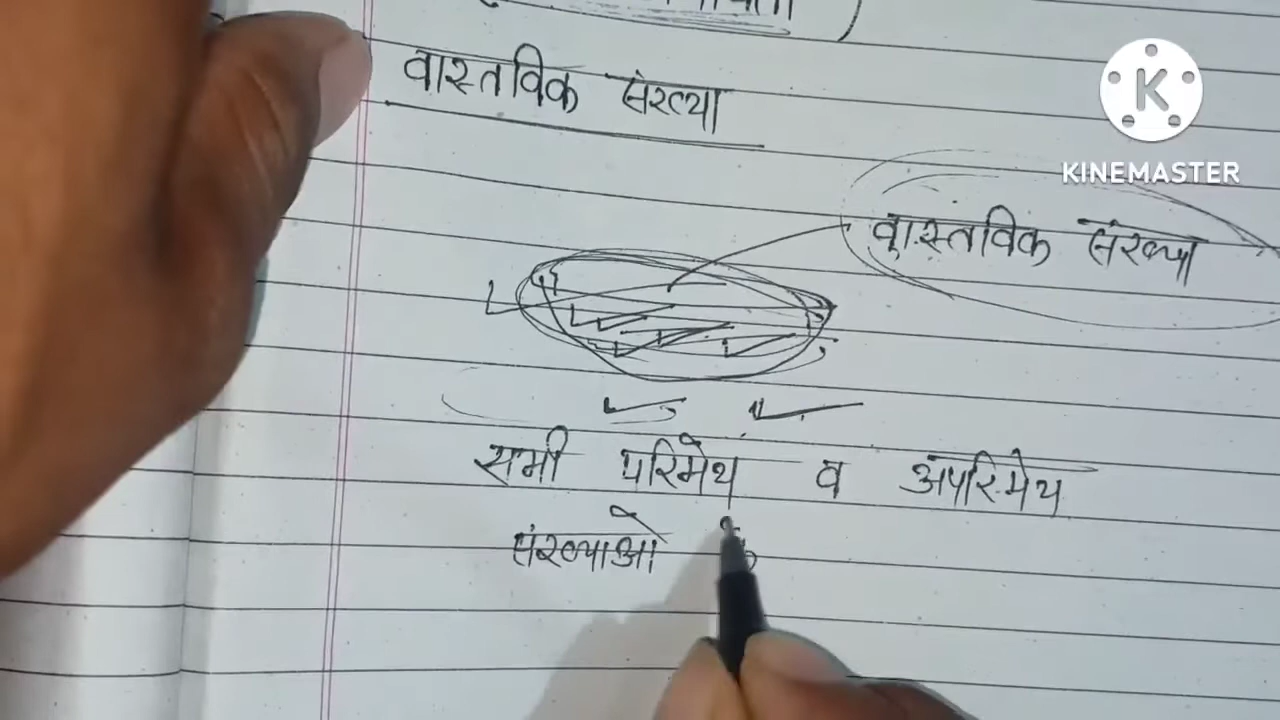 वास्तविक संख्या
K
KINEMASTER
वास्तविक संख्या
सभी परिमेय व अपरिमेय
संख्याओ